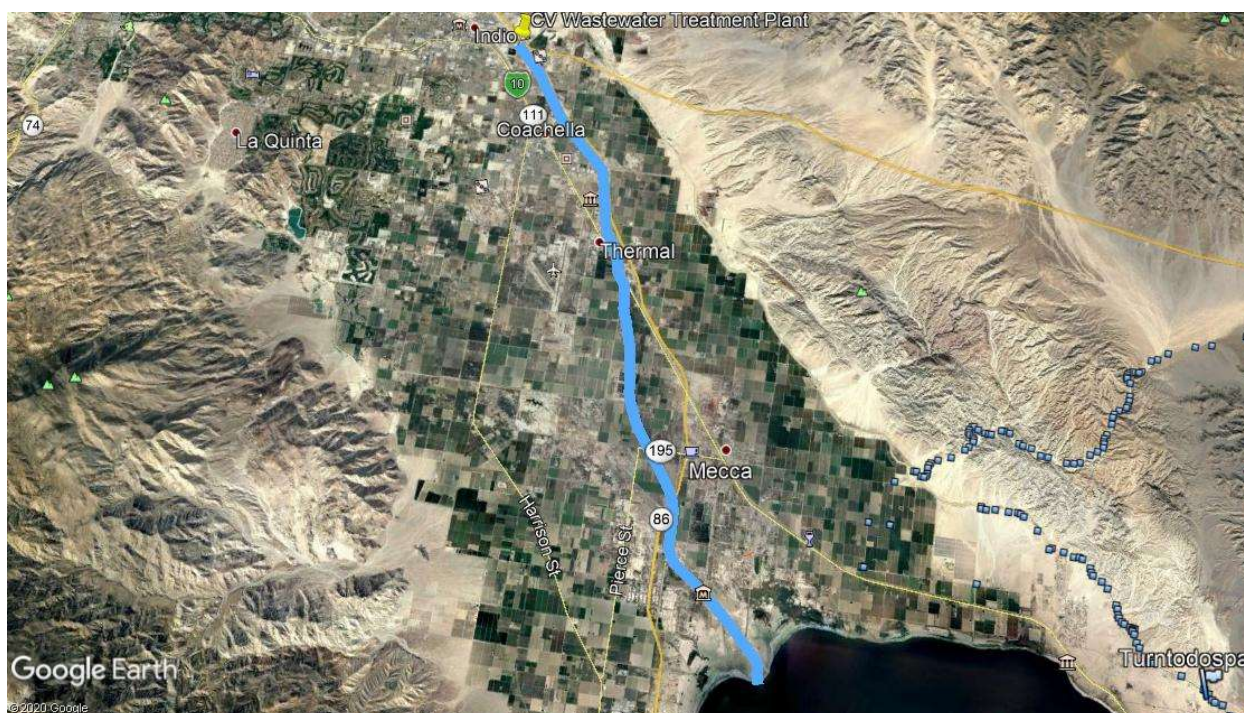 CV Wastewater Treatment Plant
Indio
10
111
Coachella
74
La Quinta
Thermal
195
Mecca
86
Harrison St
Pierce St
Turntodospa
Google Earth
©2020 Google